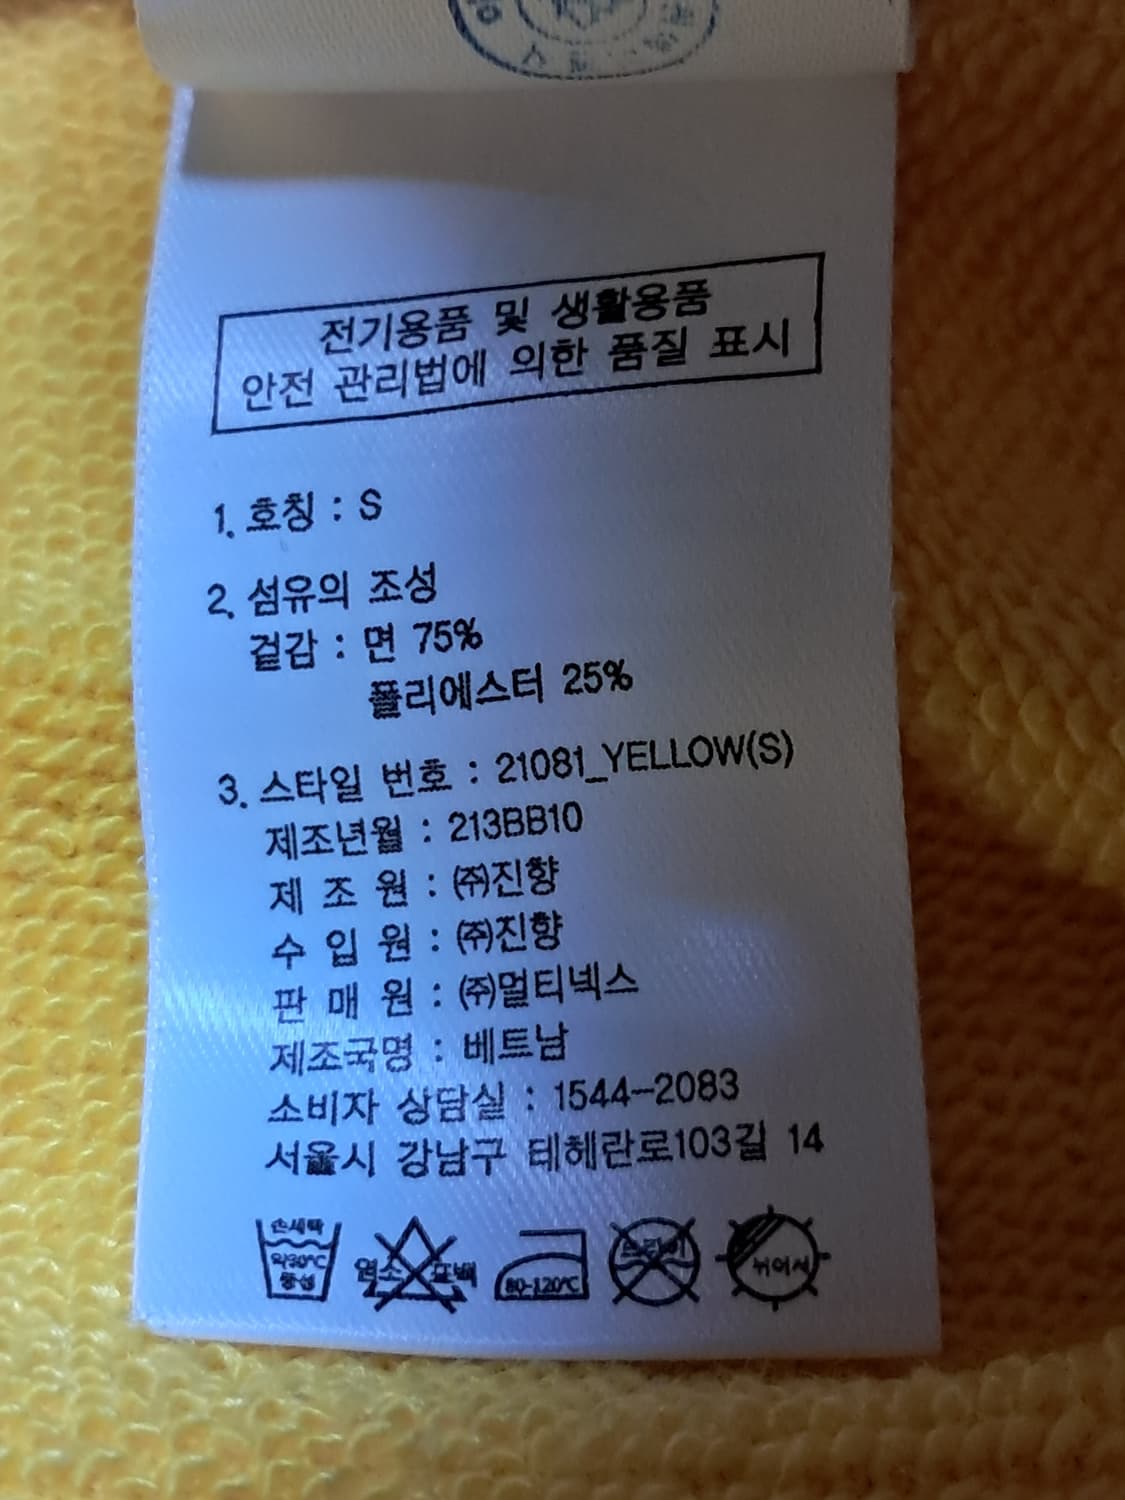 전기용품 및 생활용품
안전 관리법에 의한 품질 표시
1. 호칭 : S
2. 섬유의 조성
겉감 : 면 75%
폴리에스터 25%
3. 스타일 번호 : 21081_YELLOW(S)
제조년월 : 213BB10
제 조 원 : ㈜진향
수 입 원 : ㈜진향
판 매 원 : ㈜멀티넥스
제조국명 : 베트남
소비자 상담실 : 1544-2083
서울시 강남구 테헤란로103길 14
손세탁
약30℃
중성
염소 표백
80-120℃
드라이
뉘어서